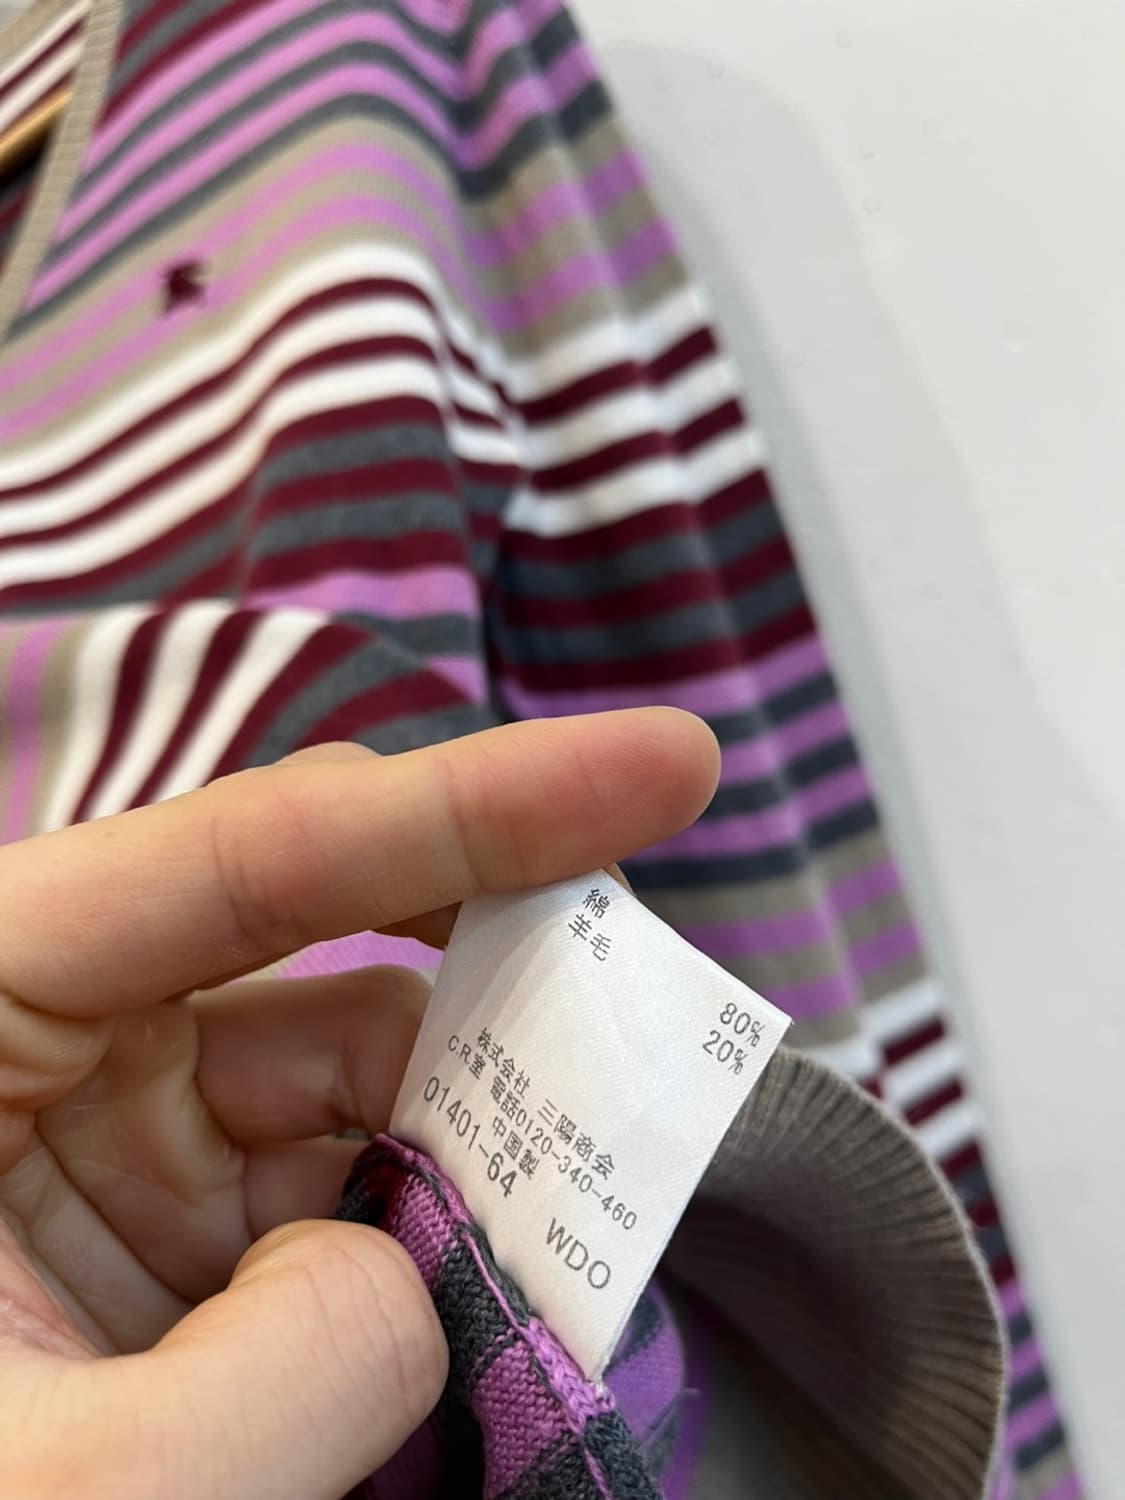 綿 80%
羊毛 20%
株式会社 三陽商会
C.R室 電話0120-340-460
中国製
01401-64 WDO